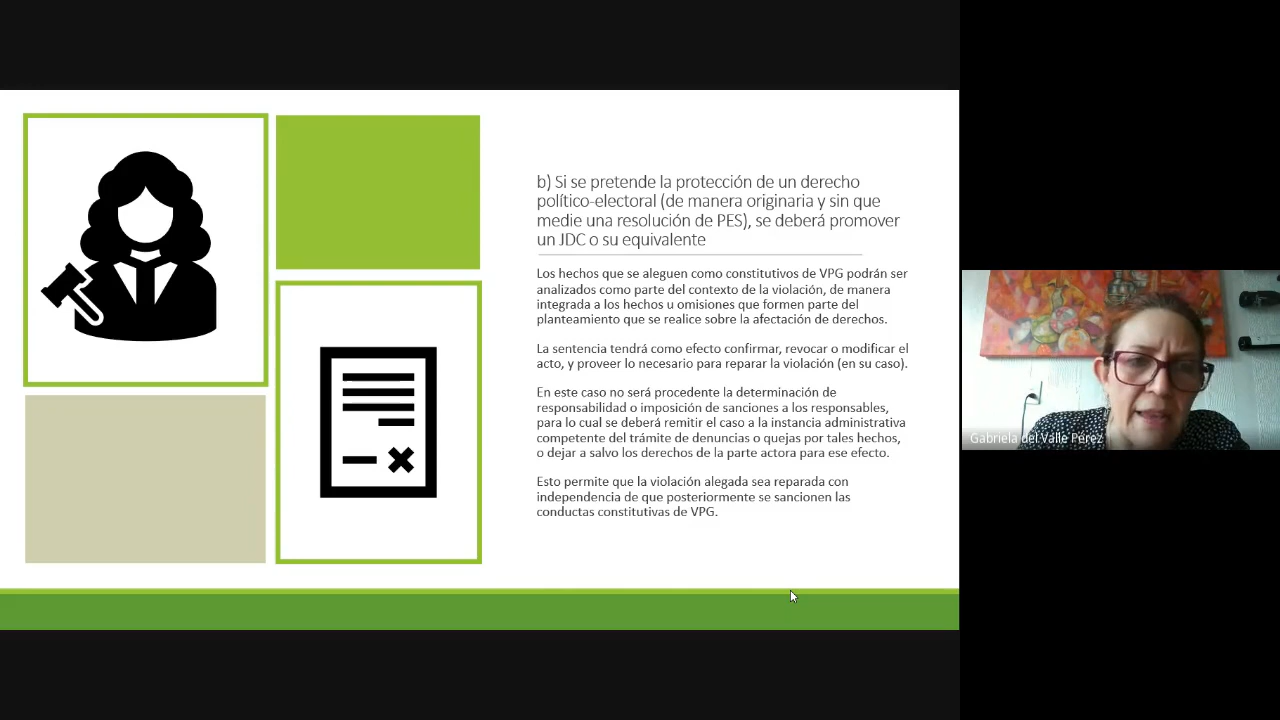 b) Si se pretende la protección de un derecho
político-electoral (de manera originaria y sin que
medie una resolución de PES), se deberá promover
un JDC o su equivalente
Los hechos que se aleguen como constitutivos de VPG podrán ser
analizados como parte del contexto de la violación, de manera
integrada a los hechos u omisiones que formen parte del
planteamiento que se realice sobre la afectación de derechos.
La sentencia tendrá como efecto confirmar, revocar o modificar el
acto, y proveer lo necesario para reparar la violación (en su caso).
En este caso no será procedente la determinación de
responsabilidad o imposición de sanciones a los responsables,
para lo cual se deberá remitir el caso a la instancia administrativa
competente del trámite de denuncias o quejas por tales hechos,
o dejar a salvo los derechos de la parte actora para ese efecto.
Esto permite que la violación alegada sea reparada con
independencia de que posteriormente se sancionen las
conductas constitutivas de VPG.
Gabriela del Valle Pérez